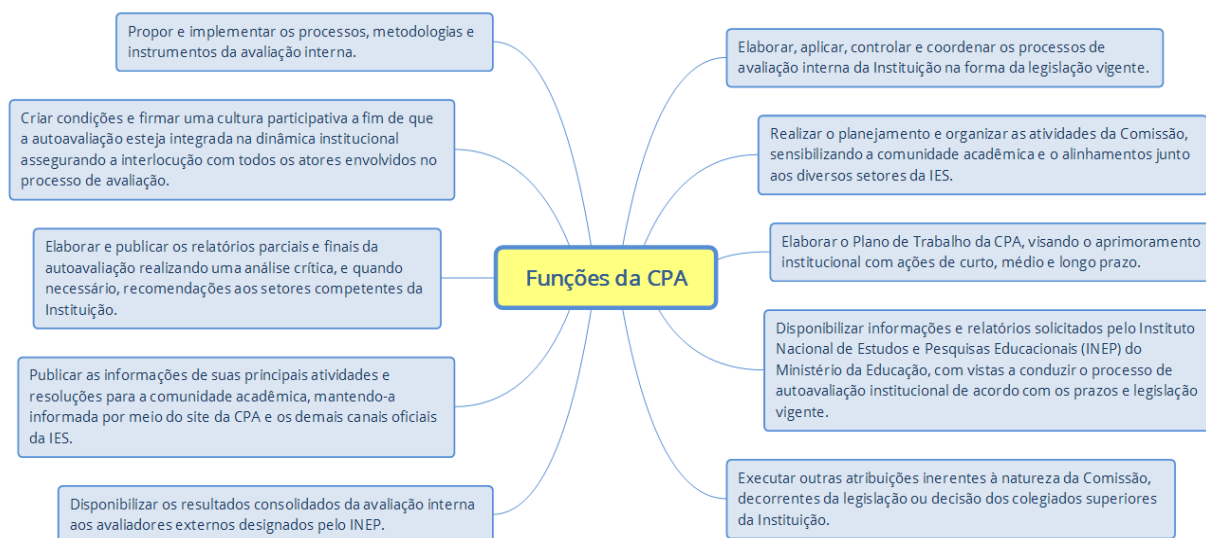 Propor e implementar os processos, metodologias e
instrumentos da avaliação interna.
Criar condições e firmar uma cultura participativa a fim de que
a autoavaliação esteja integrada na dinâmica institucional
assegurando a interlocução com todos os atores envolvidos no
processo de avaliação.
Elaborar e publicar os relatórios parciais e finais da
autoavaliação realizando uma análise crítica, e quando
necessário, recomendações aos setores competentes da
Instituição.
Publicar as informações de suas principais atividades e
resoluções para a comunidade acadêmica, mantendo-a
informada por meio do site da CPA e os demais canais oficiais
da IES.
Disponibilizar os resultados consolidados da avaliação interna
aos avaliadores externos designados pelo INEP.
Funções da CPA
Elaborar, aplicar, controlar e coordenar os processos de
avaliação interna da Instituição na forma da legislação vigente.
Realizar o planejamento e organizar as atividades da Comissão,
sensibilizando a comunidade acadêmica e o alinhamentos junto
aos diversos setores da IES.
Elaborar o Plano de Trabalho da CPA, visando o aprimoramento
institucional com ações de curto, médio e longo prazo.
Disponibilizar informações e relatórios solicitados pelo Instituto
Nacional de Estudos e Pesquisas Educacionais (INEP) do
Ministério da Educação, com vistas a conduzir o processo de
autoavaliação institucional de acordo com os prazos e legislação
vigente.
Executar outras atribuições inerentes à natureza da Comissão,
decorrentes da legislação ou decisão dos colegiados superiores
da Instituição.